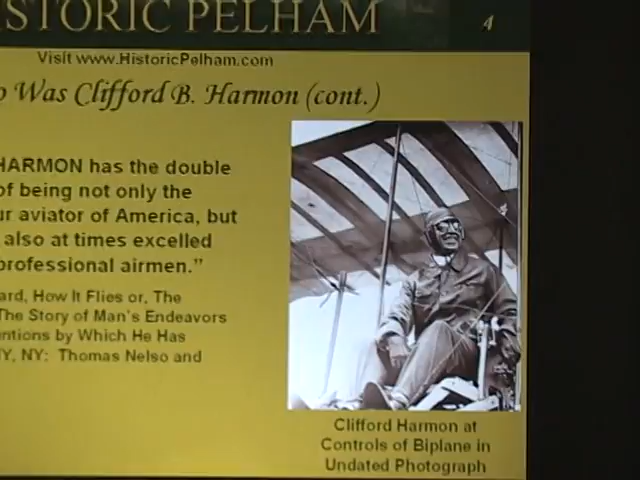 ISTORIC PELHAM
4
Visit www.HistoricPelham.com
o Was Clifford B. Harmon (cont.)
HARMON has the double
of being not only the
ur aviator of America, but
also at times excelled
professional airmen."
ard, How It Flies or, The
The Story of Man's Endeavors
entions by Which He Has
NY, NY: Thomas Nelso and
Clifford Harmon at
Controls of Biplane in
Undated Photograph